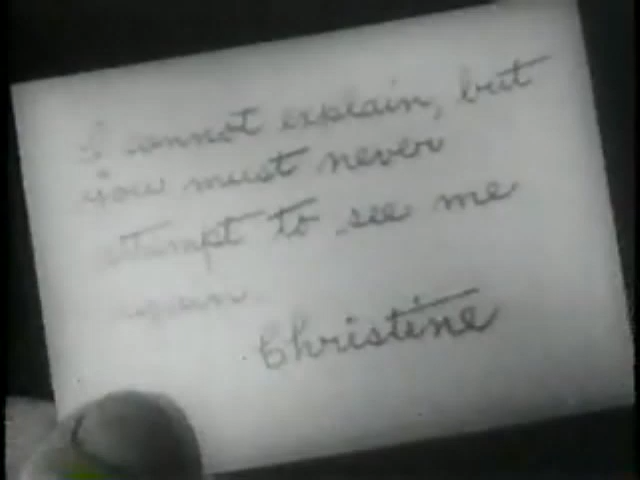 I cannot explain, but
you must never
attempt to see me
again
Christine